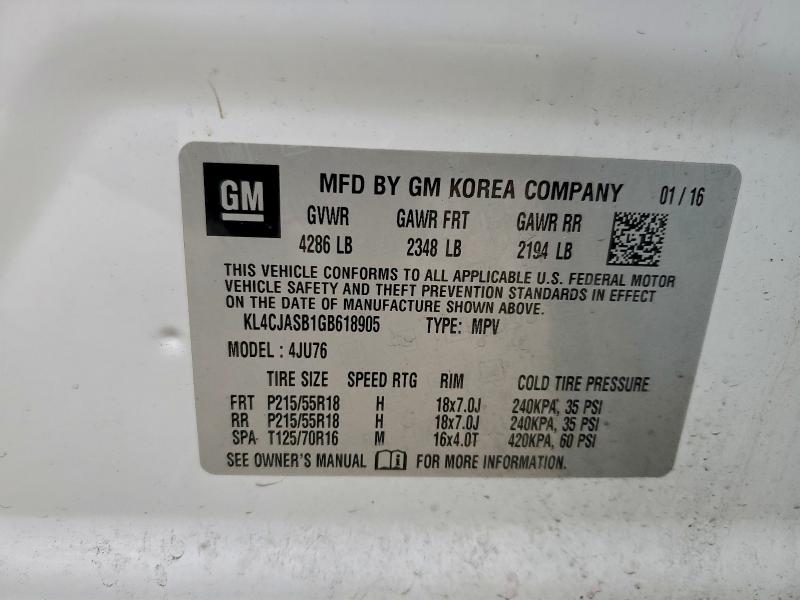 GM MFD BY GM KOREA COMPANY 01 / 16
GVWR GAWR FRT GAWR RR
4286 LB 2348 LB 2194 LB
THIS VEHICLE CONFORMS TO ALL APPLICABLE U.S. FEDERAL MOTOR
VEHICLE SAFETY AND THEFT PREVENTION STANDARDS IN EFFECT
ON THE DATE OF MANUFACTURE SHOWN ABOVE.
KL4CJASB1GB618905 TYPE: MPV
MODEL : 4JU76
TIRE SIZE SPEED RTG RIM COLD TIRE PRESSURE
FRT P215/55R18 H 18x7.0J 240KPA, 35 PSI
RR P215/55R18 H 18x7.0J 240KPA, 35 PSI
SPA T125/70R16 M 16x4.0T 420KPA, 60 PSI
SEE OWNER'S MANUAL i FOR MORE INFORMATION.